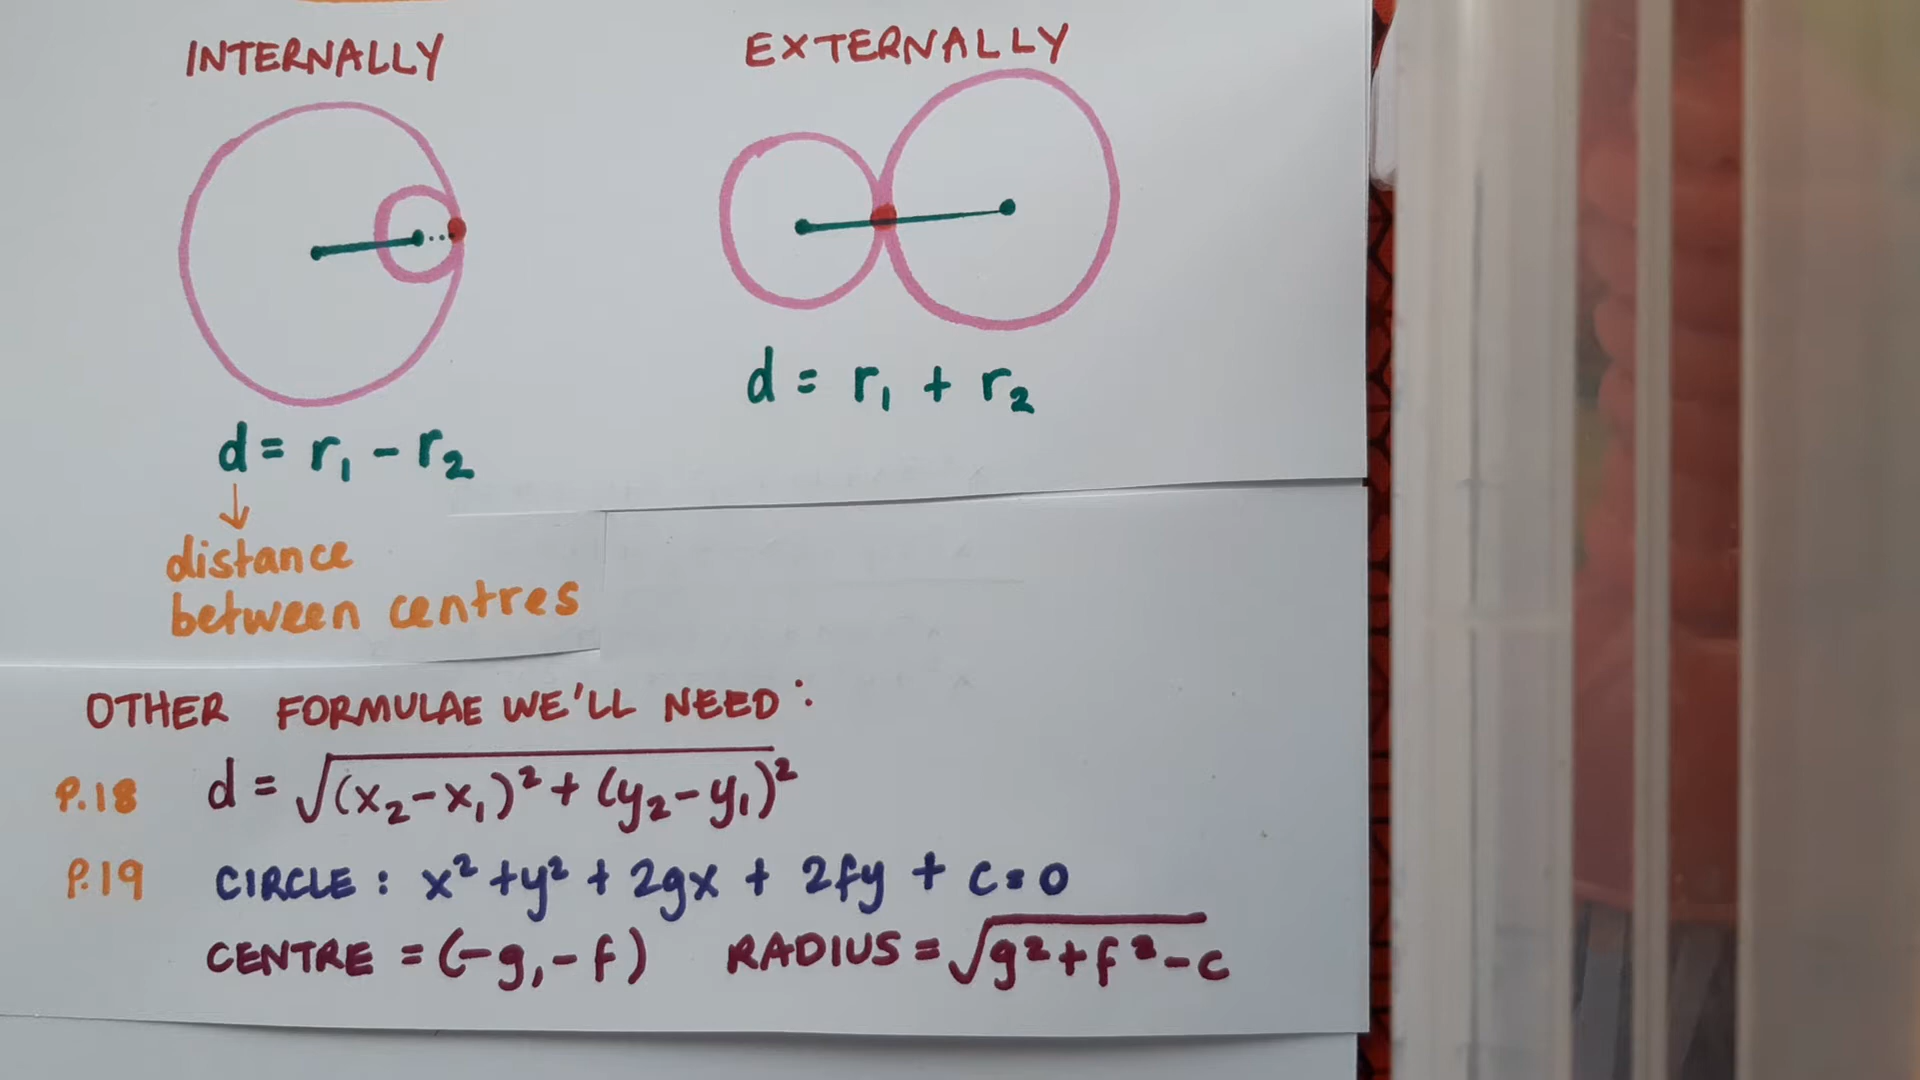 INTERNALLY
EXTERNALLY
d = r₁ - r₂
d = r₁ + r₂
↓
distance
between centres
OTHER FORMULAE WE'LL NEED:
P.18 d = √(x₂-x₁)² + (y₂-y₁)²
P.19 CIRCLE: x² + y² + 2gx + 2fy + c = 0
CENTRE = (-g, -f) RADIUS = √g² + f² - c